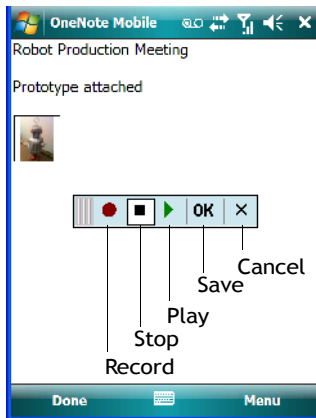 OneNote Mobile
Robot Production Meeting
Prototype attached
OK
Cancel
Save
Play
Stop
Record
Done
Menu